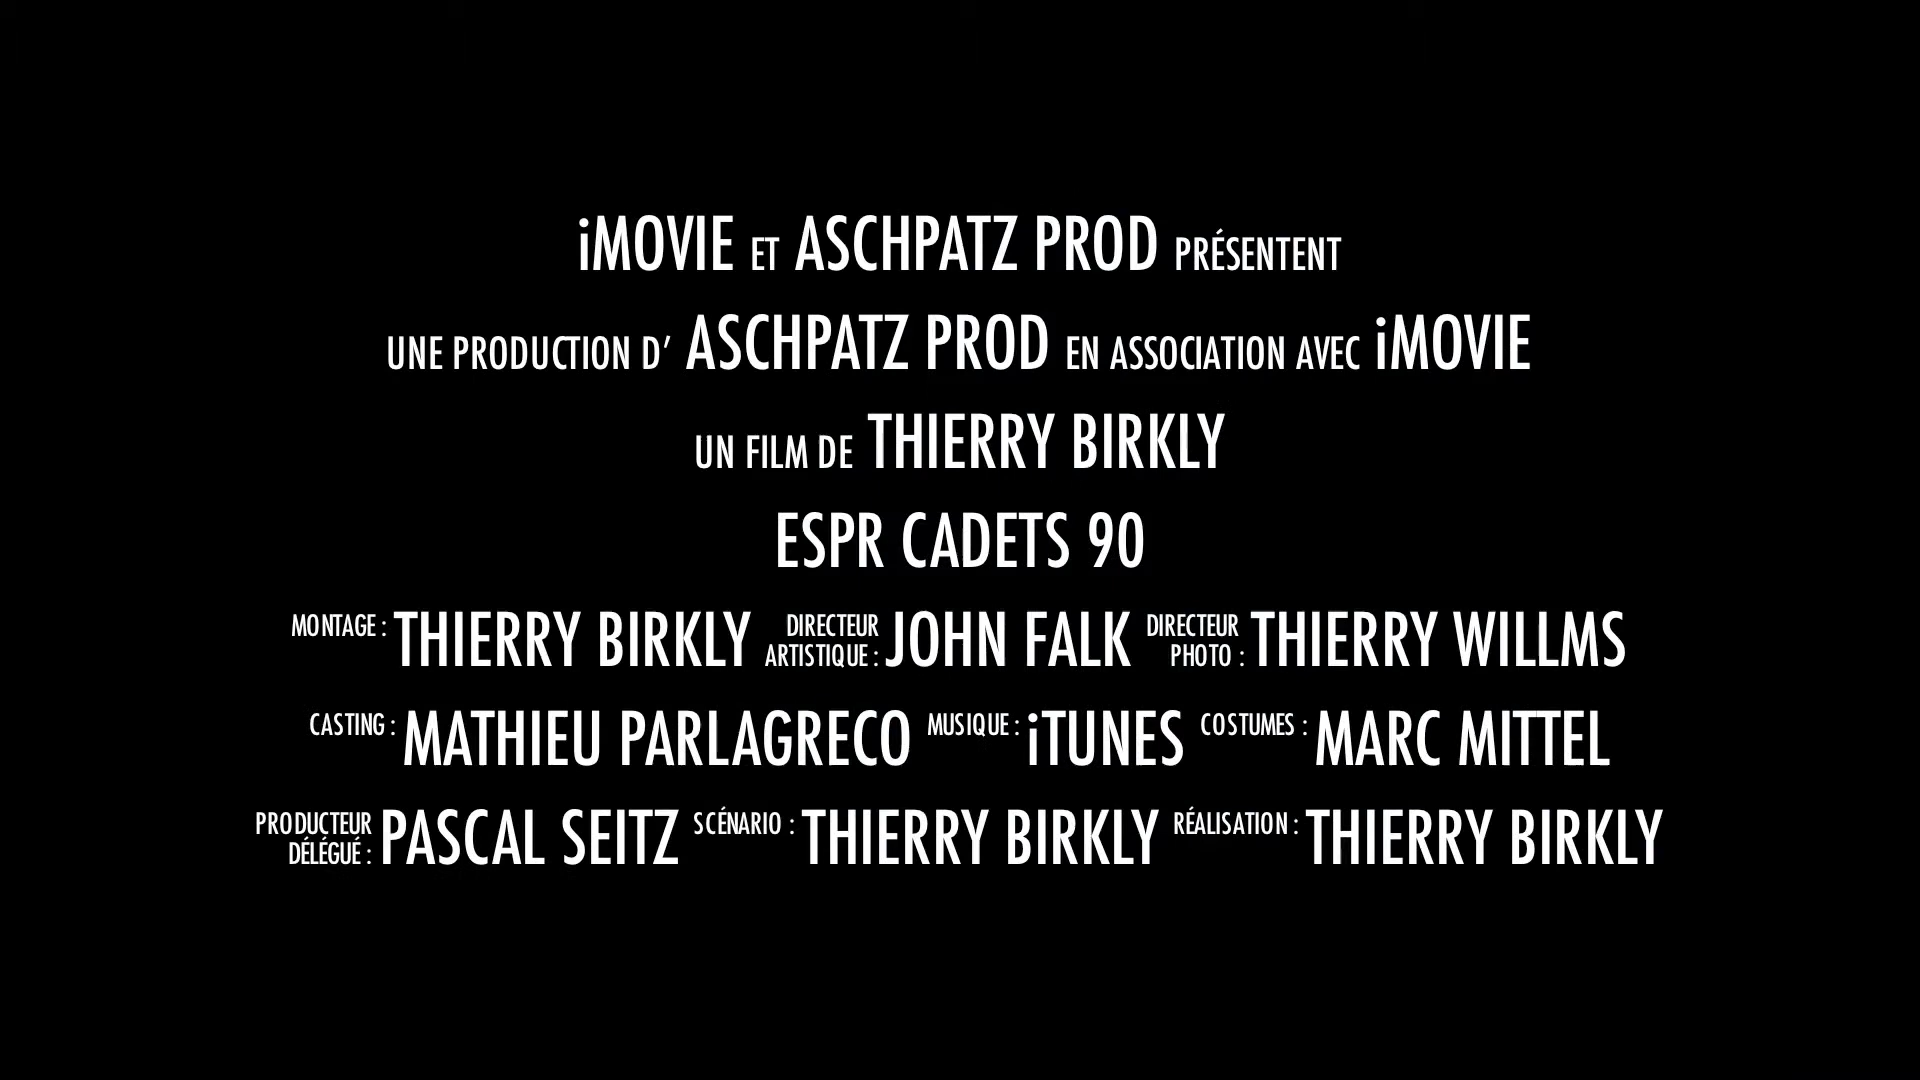 iMOVIE ET ASCHPATZ PROD PRÉSENTENT
UNE PRODUCTION D’ ASCHPATZ PROD EN ASSOCIATION AVEC iMOVIE
UN FILM DE THIERRY BIRKLY
ESPR CADETS 90
MONTAGE : THIERRY BIRKLY DIRECTEUR ARTISTIQUE : JOHN FALK DIRECTEUR PHOTO : THIERRY WILLMS
CASTING : MATHIEU PARLAGRECO MUSIQUE : iTUNES COSTUMES : MARC MITTEL
PRODUCTEUR DÉLÉGUÉ : PASCAL SEITZ SCÉNARIO : THIERRY BIRKLY RÉALISATION : THIERRY BIRKLY